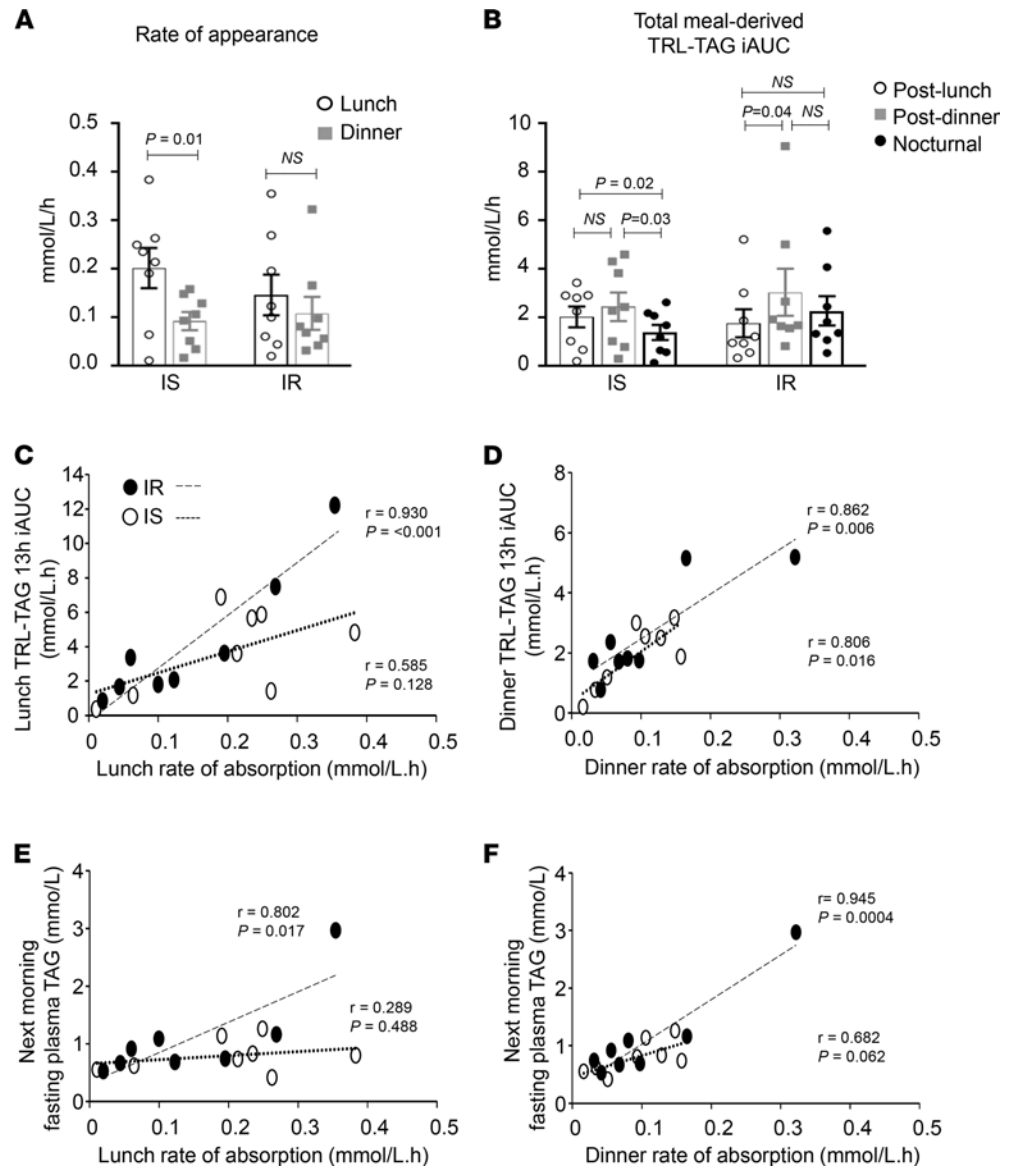 A
Rate of appearance
Lunch
Dinner
mmol/L/h
0.5
0.4
0.3
0.2
0.1
0.0
P = 0.01
NS
IS
IR
B
Total meal-derived
TRL-TAG iAUC
Post-lunch
Post-dinner
Nocturnal
mmol/L/h
10
8
6
4
2
0
P = 0.02
NS
P=0.03
NS
P=0.04
NS
IS
IR
C
IR
IS
Lunch TRL-TAG 13h iAUC
(mmol/L.h)
14
12
10
8
6
4
2
0
r = 0.930
P = <0.001
r = 0.585
P = 0.128
0 0.1 0.2 0.3 0.4 0.5
Lunch rate of absorption (mmol/L.h)
D
Dinner TRL-TAG 13h iAUC
(mmol/L.h)
8
6
4
2
0
r = 0.862
P = 0.006
r = 0.806
P = 0.016
0.0 0.1 0.2 0.3 0.4 0.5
Dinner rate of absorption (mmol/L.h)
E
Next morning
fasting plasma TAG (mmo/L)
4
3
2
1
0
r = 0.802
P = 0.017
r = 0.289
P = 0.488
0 0.1 0.2 0.3 0.4 0.5
Lunch rate of absorption (mmol/L.h)
F
Next morning
fasting plasma TAG (mmo/L)
4
3
2
1
0
r= 0.945
P = 0.0004
r = 0.682
P = 0.062
0 0.1 0.2 0.3 0.4 0.5
Dinner rate of absorption (mmol/L.h)